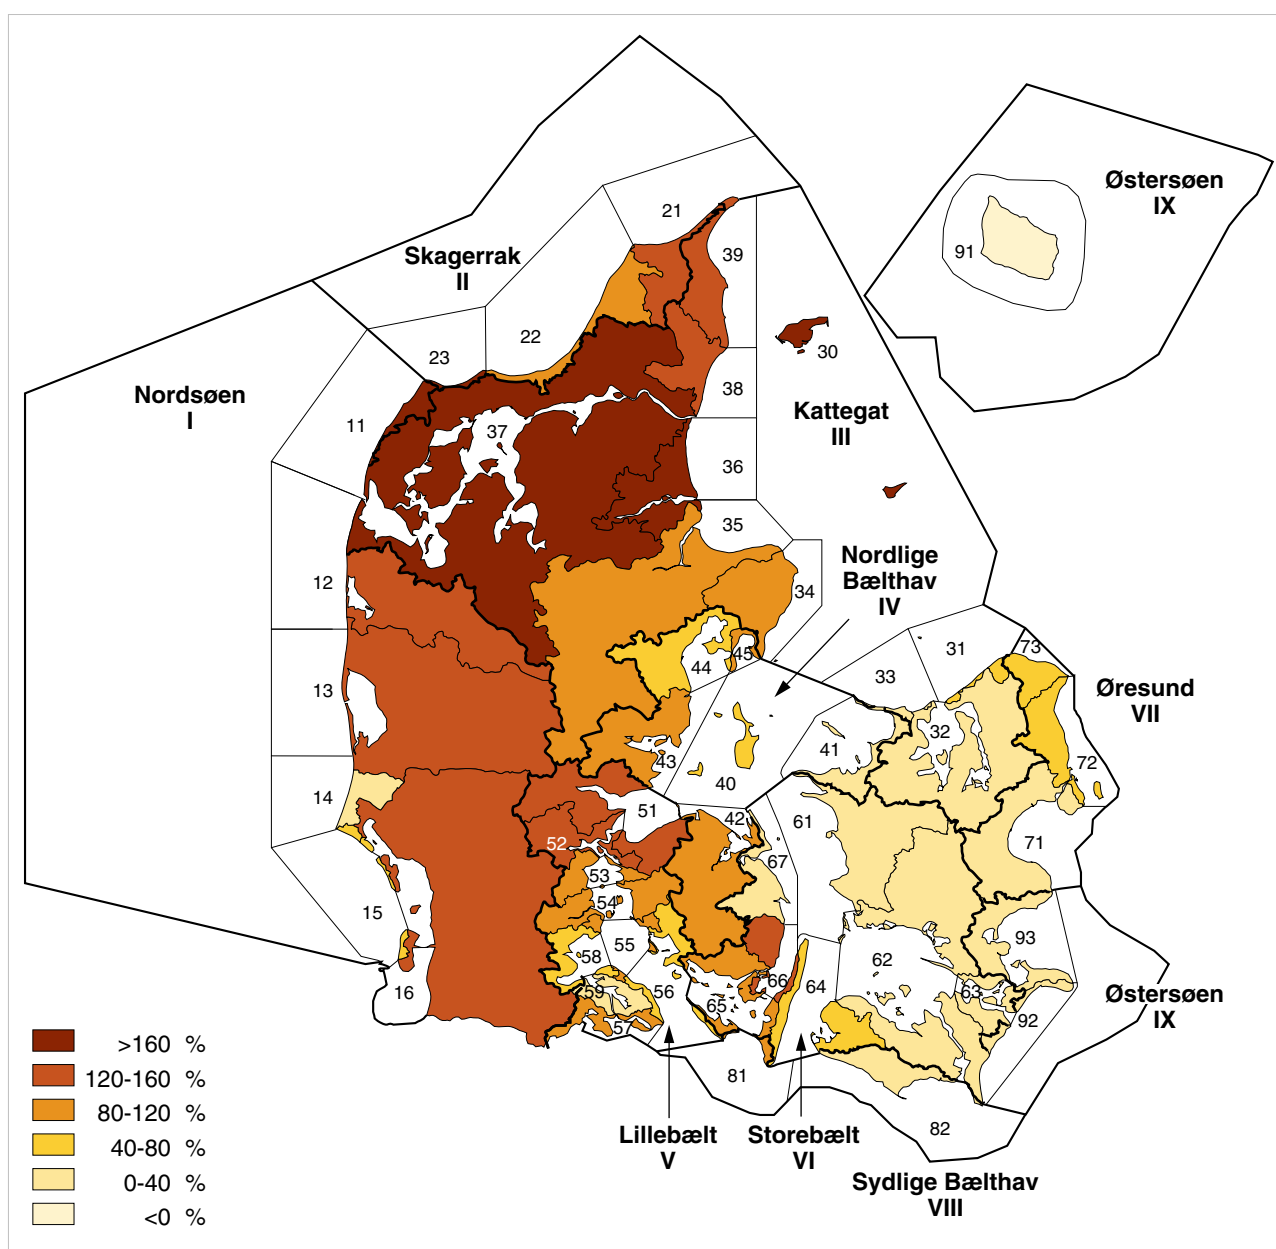 Østersøen
IX
91
21
Skagerrak
II
39
22
30
23
Nordsøen
I
38
Kattegat
III
11
37
36
35
Nordlige
Bælthav
IV
12
34
31
73
45
44
33
Øresund
VII
13
32
41
43
72
40
14
51
42
61
71
52
67
53
54
15
55
93
58
62
66
64
59
56
63
Østersøen
IX
16
65
92
57
>160 %
120-160 %
81
80-120 %
40-80 %
Lillebælt
V
Storebælt
VI
82
0-40 %
Sydlige Bælthav
VIII
<0 %